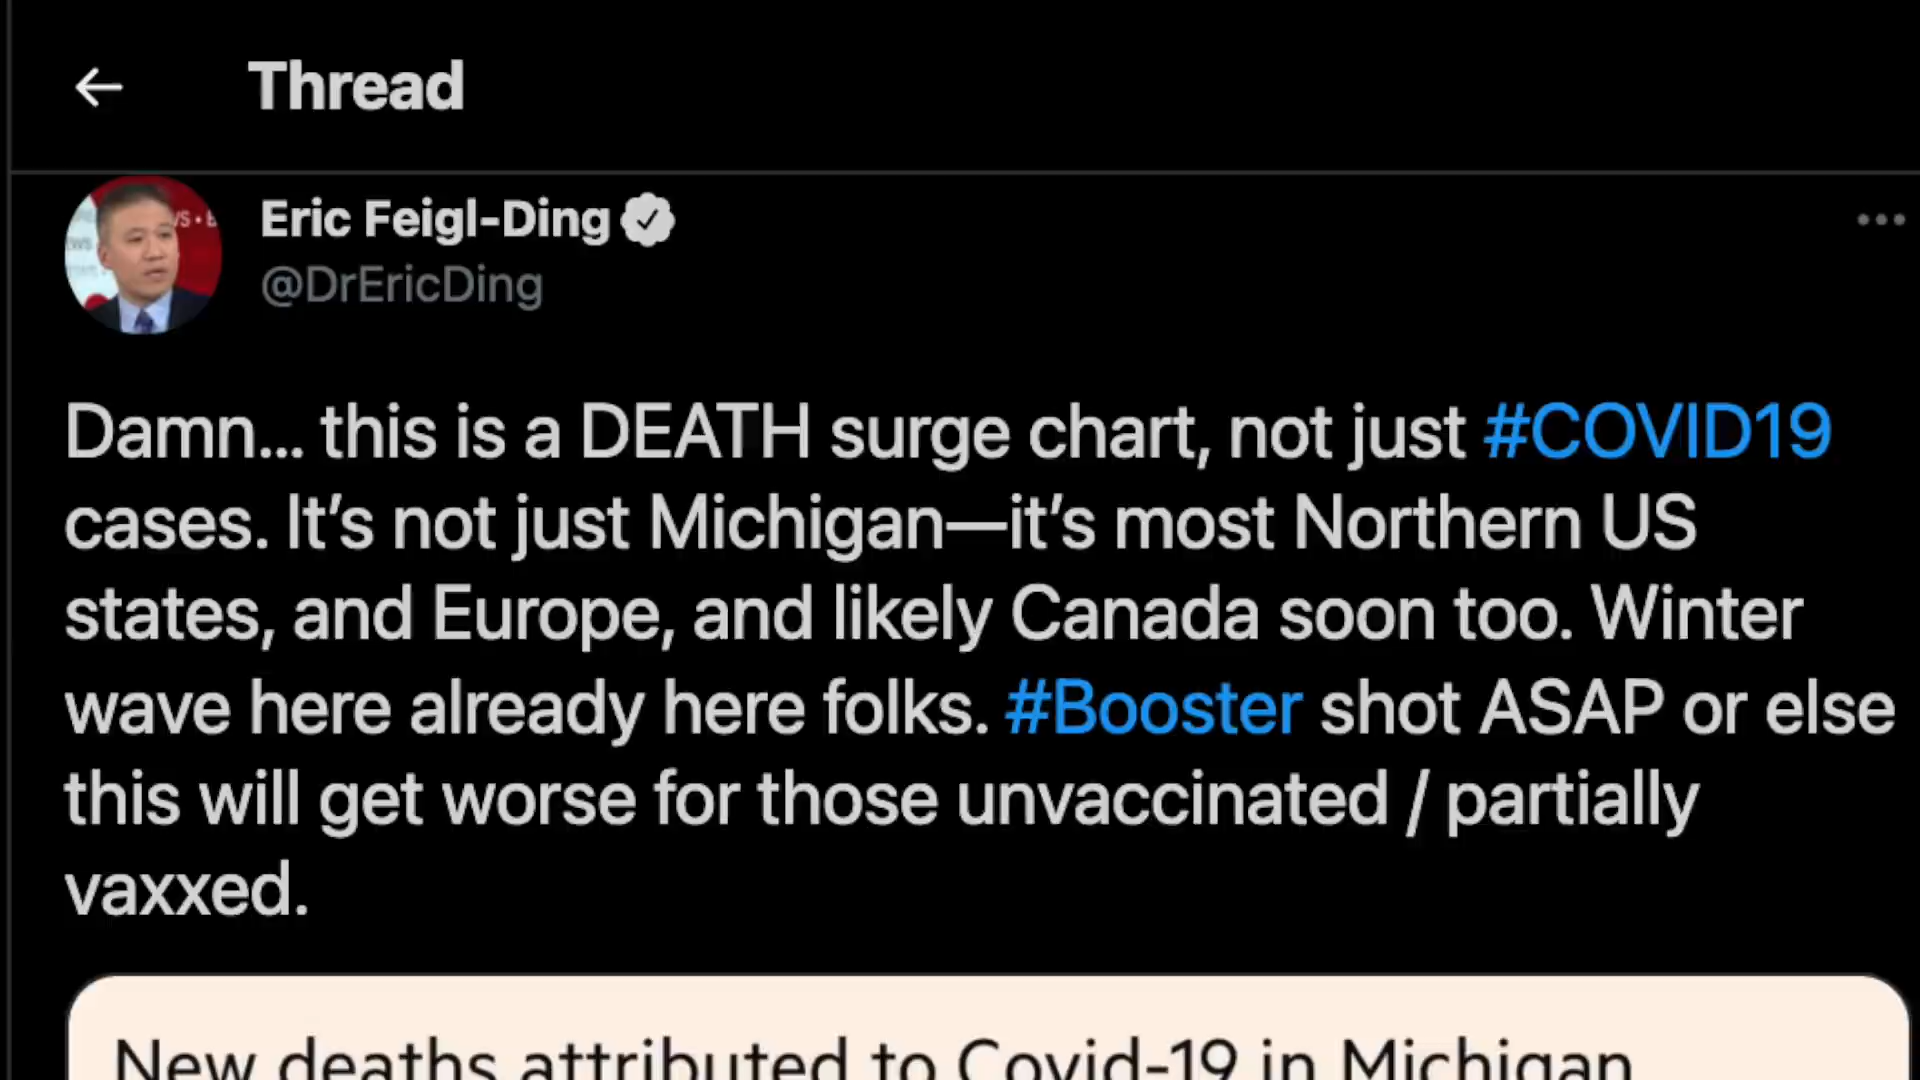 Thread
Eric Feigl-Ding
@DrEricDing
Damn... this is a DEATH surge chart, not just #COVID19
cases. It’s not just Michigan—it’s most Northern US
states, and Europe, and likely Canada soon too. Winter
wave here already here folks. #Booster shot ASAP or else
this will get worse for those unvaccinated / partially
vaxxed.
New deaths attributed to Covid-19 in Michigan